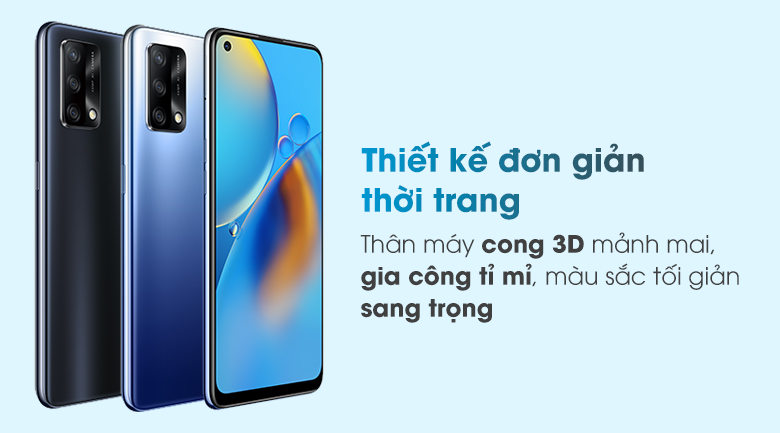 Thiết kế đơn giản
thời trang
Thân máy cong 3D mảnh mai,
gia công tỉ mỉ, màu sắc tối giản
sang trọng